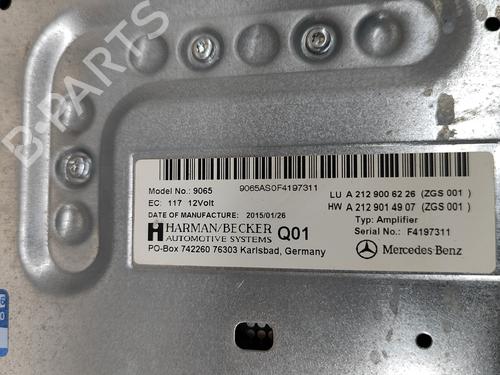 B-PARTS
Model No.: 9065
9065AS0F4197311
EC: 117 12Volt
LU A 212 900 62 26 (ZGS 001)
DATE OF MANUFACTURE: 2015/01/26
HW A 212 901 49 07 (ZGS 001)
HARMAN/BECKER
AUTOMOTIVE SYSTEMS
Q01
Typ: Amplifier
Serial No.: F4197311
PO-Box 742260 76303 Karlsbad, Germany
Mercedes-Benz